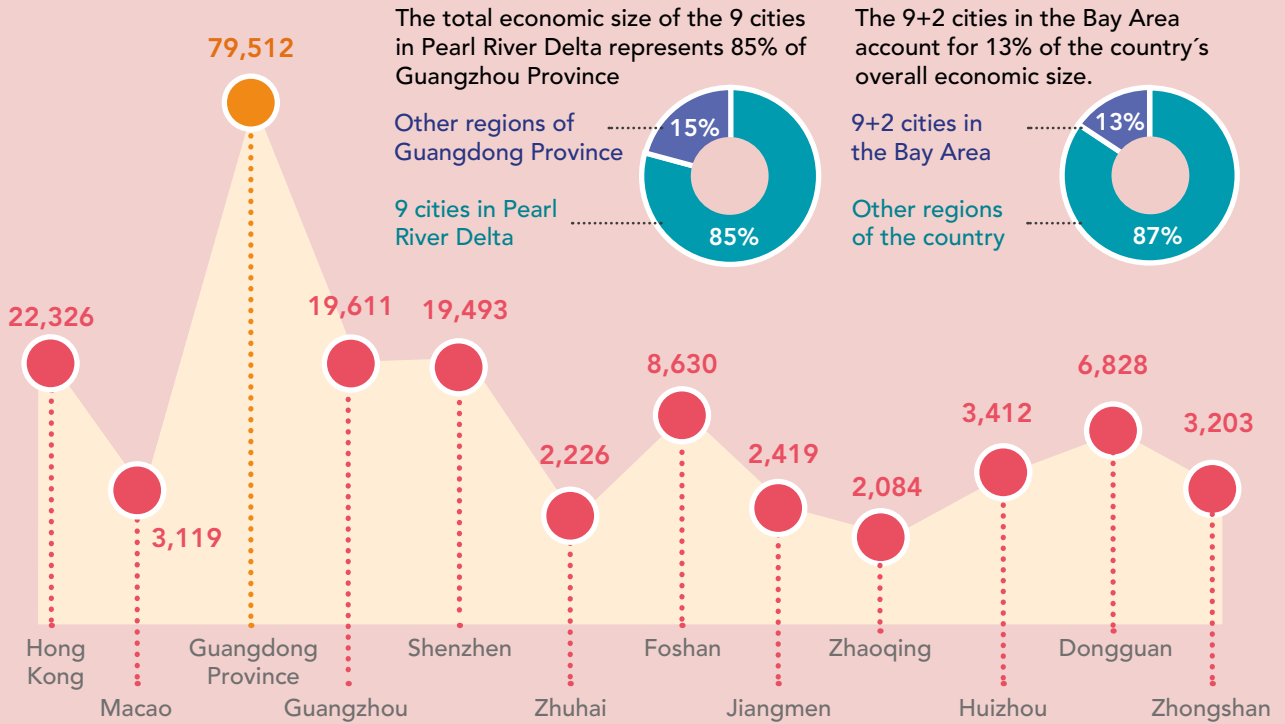 The total economic size of the 9 cities
in Pearl River Delta represents 85% of
Guangzhou Province
Other regions of
Guangdong Province
15%
9 cities in Pearl
River Delta
85%
The 9+2 cities in the Bay Area
account for 13% of the country´s
overall economic size.
9+2 cities in
the Bay Area
13%
Other regions
of the country
87%
79,512
22,326
3,119
19,611
19,493
2,226
8,630
2,419
2,084
3,412
6,828
3,203
Hong
Kong
Macao
Guangdong
Province
Guangzhou
Shenzhen
Zhuhai
Foshan
Jiangmen
Zhaoqing
Huizhou
Dongguan
Zhongshan